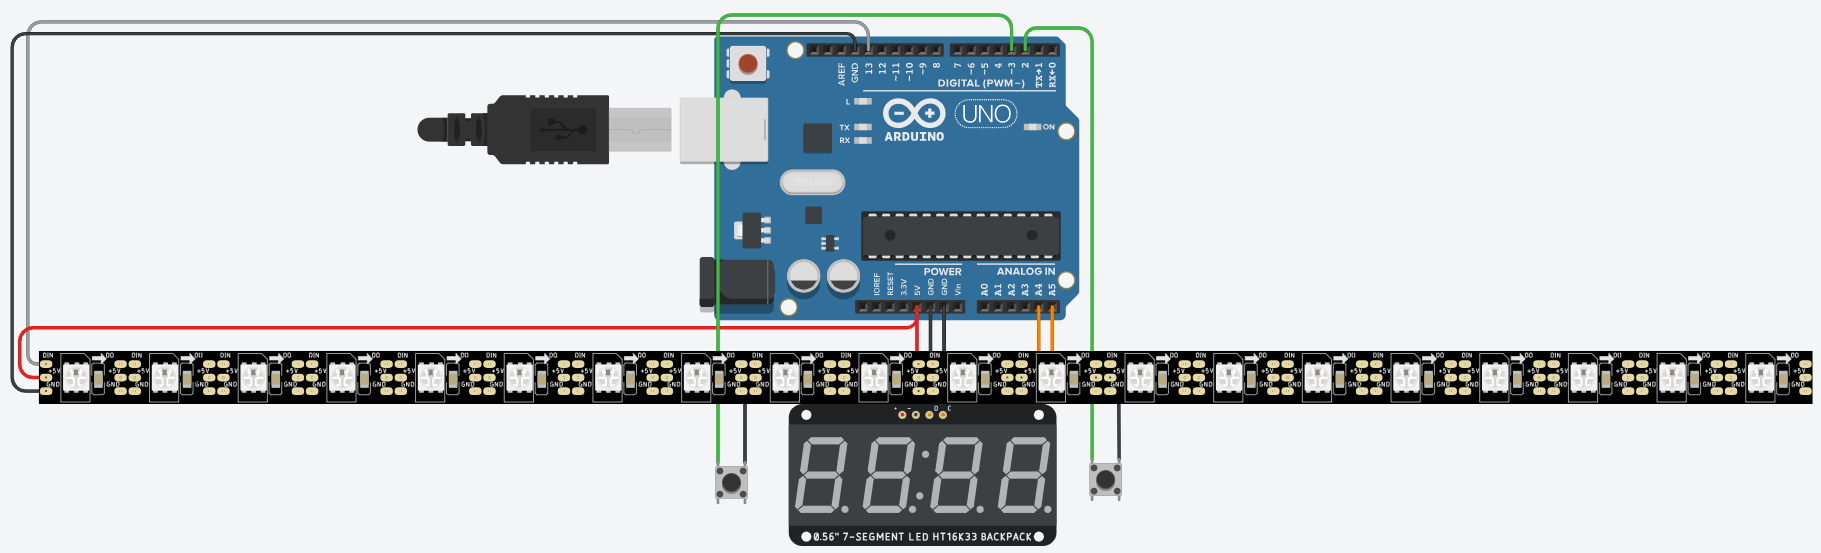 AREF
GND
13
12
~11
~10
~9
8
7
~6
~5
4
~3
2
TX→1
RX←0
DIGITAL (PWM~)
L
TX
RX
ARDUINO
UNO
ON
POWER
ANALOG IN
IOREF
RESET
3.3V
5V
GND
GND
Vin
A0
A1
A2
A3
A4
A5
DIN
+5V
GND
DO
+ - D C
0.56" 7-SEGMENT LED HT16K33 BACKPACK